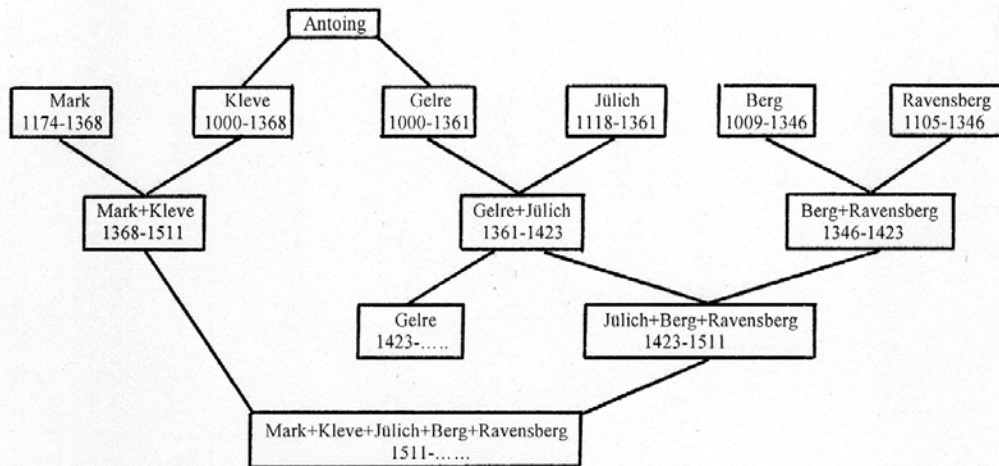 Antoing
Mark
1174-1368
Kleve
1000-1368
Gelre
1000-1361
Jülich
1118-1361
Berg
1009-1346
Ravensberg
1105-1346
Mark+Kleve
1368-1511
Gelre+Jülich
1361-1423
Berg+Ravensberg
1346-1423
Gelre
1423-.....
Jülich+Berg+Ravensberg
1423-1511
Mark+Kleve+Jülich+Berg+Ravensberg
1511-......